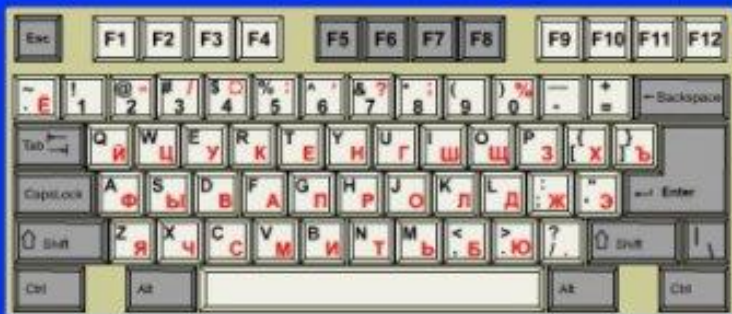 Esc F1 F2 F3 F4 F5 F6 F7 F8 F9 F10 F11 F12
~ . Ё ! 1 @ " 2 # / 3 $ 4 % : 5 ^ , 6 & ? 7 * ; 8 ( 9 ) % 0 — - + = ←Backspace
Tab Q Й W Ц E У R К T Е Y Н U Г I Ш O Щ P З { [ Х } ] Ъ
CapsLock A Ф S Ы D В F А G П H Р J О K Л L Д : ; Ж " ' Э ↵ Enter
⇧ Shift Z Я X Ч C С V М B И N Т M Ь < , Б > . Ю ? / . ⇧ Shift | \
Ctrl Alt Alt Ctrl